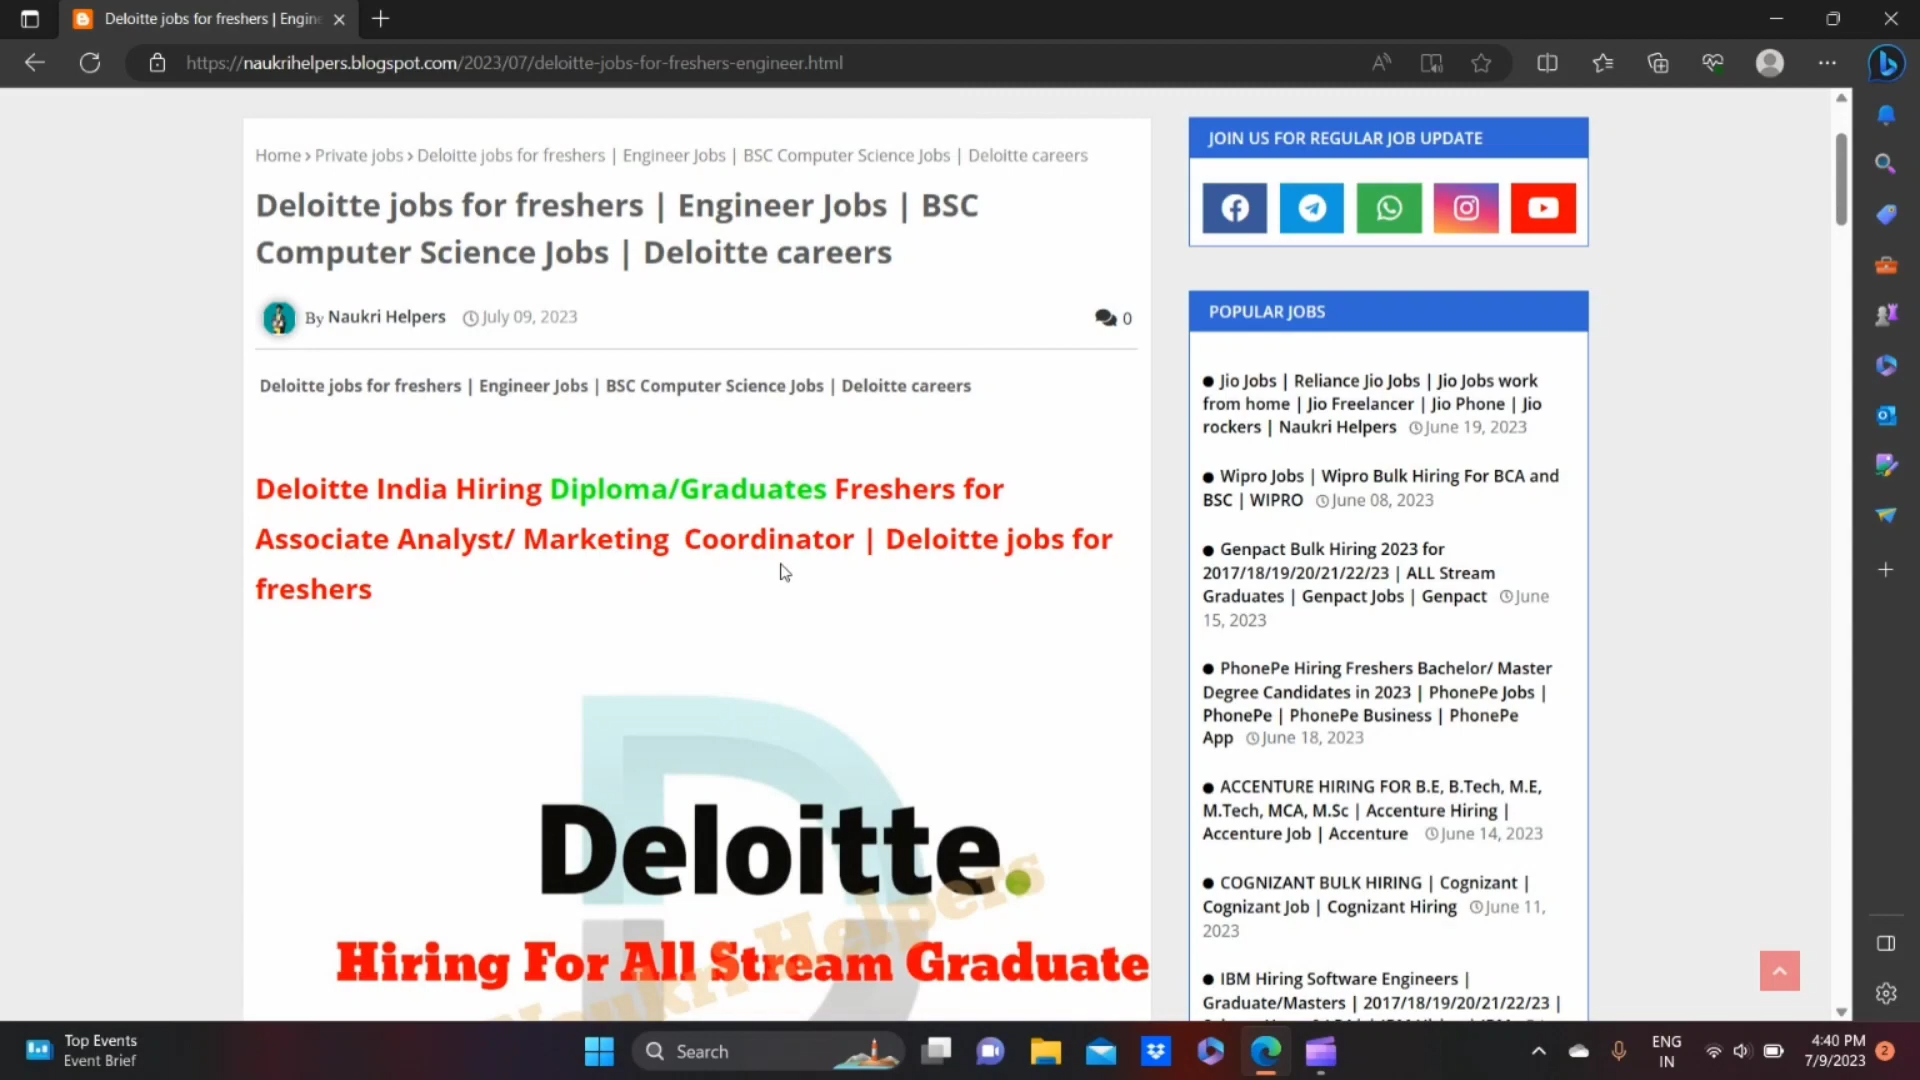 Deloitte jobs for freshers | Engine
https://naukrihelpers.blogspot.com/2023/07/deloitte-jobs-for-freshers-engineer.html
Home › Private jobs › Deloitte jobs for freshers | Engineer Jobs | BSC Computer Science Jobs | Deloitte careers
Deloitte jobs for freshers | Engineer Jobs | BSC
Computer Science Jobs | Deloitte careers
By Naukri Helpers July 09, 2023
0
Deloitte jobs for freshers | Engineer Jobs | BSC Computer Science Jobs | Deloitte careers
Deloitte India Hiring Diploma/Graduates Freshers for
Associate Analyst/ Marketing Coordinator | Deloitte jobs for
freshers
Deloitte.
Hiring For All Stream Graduate
Naukri Helpers
JOIN US FOR REGULAR JOB UPDATE
POPULAR JOBS
● Jio Jobs | Reliance Jio Jobs | Jio Jobs work
from home | Jio Freelancer | Jio Phone | Jio
rockers | Naukri Helpers June 19, 2023
● Wipro Jobs | Wipro Bulk Hiring For BCA and
BSC | WIPRO June 08, 2023
● Genpact Bulk Hiring 2023 for
2017/18/19/20/21/22/23 | ALL Stream
Graduates | Genpact Jobs | Genpact June
15, 2023
● PhonePe Hiring Freshers Bachelor/ Master
Degree Candidates in 2023 | PhonePe Jobs |
PhonePe | PhonePe Business | PhonePe
App June 18, 2023
● ACCENTURE HIRING FOR B.E, B.Tech, M.E,
M.Tech, MCA, M.Sc | Accenture Hiring |
Accenture Job | Accenture June 14, 2023
● COGNIZANT BULK HIRING | Cognizant |
Cognizant Job | Cognizant Hiring June 11,
2023
● IBM Hiring Software Engineers |
Graduate/Masters | 2017/18/19/20/21/22/23 |
Top Events
Event Brief
Search
ENG
IN
4:40 PM
7/9/2023
2